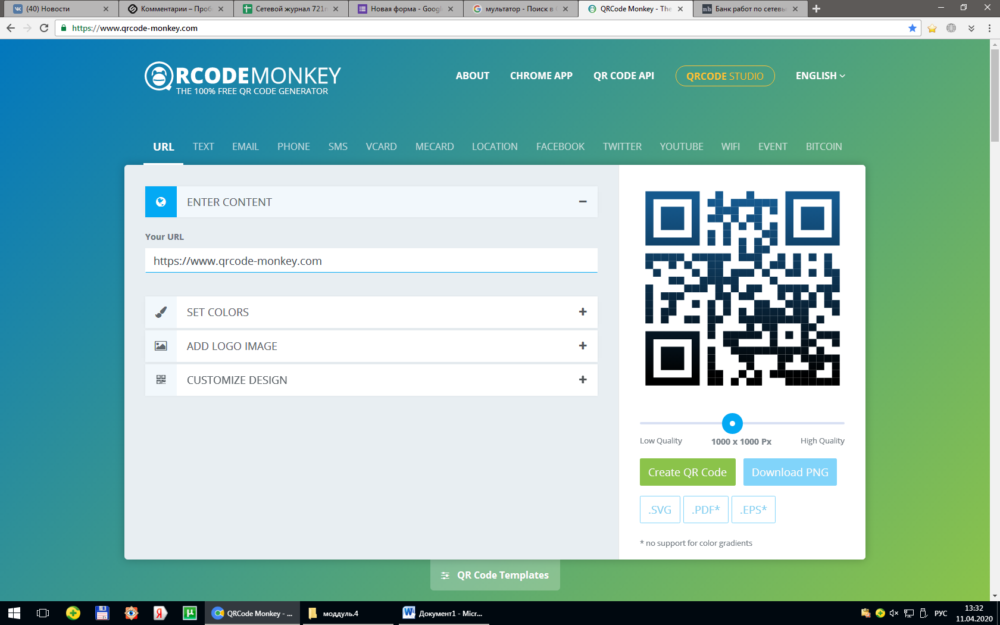 (40) Новости
Комментарии – Проб
Сетевой журнал 721г
Новая форма - Googl
мультатор - Поиск в G
QRCode Monkey - The
Банк работ по сетевы
https://www.qrcode-monkey.com
RCODEMONKEY
THE 100% FREE QR CODE GENERATOR
ABOUT
CHROME APP
QR CODE API
QRCODE STUDIO
ENGLISH
URL
TEXT
EMAIL
PHONE
SMS
VCARD
MECARD
LOCATION
FACEBOOK
TWITTER
YOUTUBE
WIFI
EVENT
BITCOIN
ENTER CONTENT
Your URL
https://www.qrcode-monkey.com
SET COLORS
ADD LOGO IMAGE
CUSTOMIZE DESIGN
Low Quality
1000 x 1000 Px
High Quality
Create QR Code
Download PNG
.SVG
.PDF*
.EPS*
* no support for color gradients
QR Code Templates
QRCode Monkey - ...
моддуль.4
Документ1 - Micr...
РУС
13:32
11.04.2020